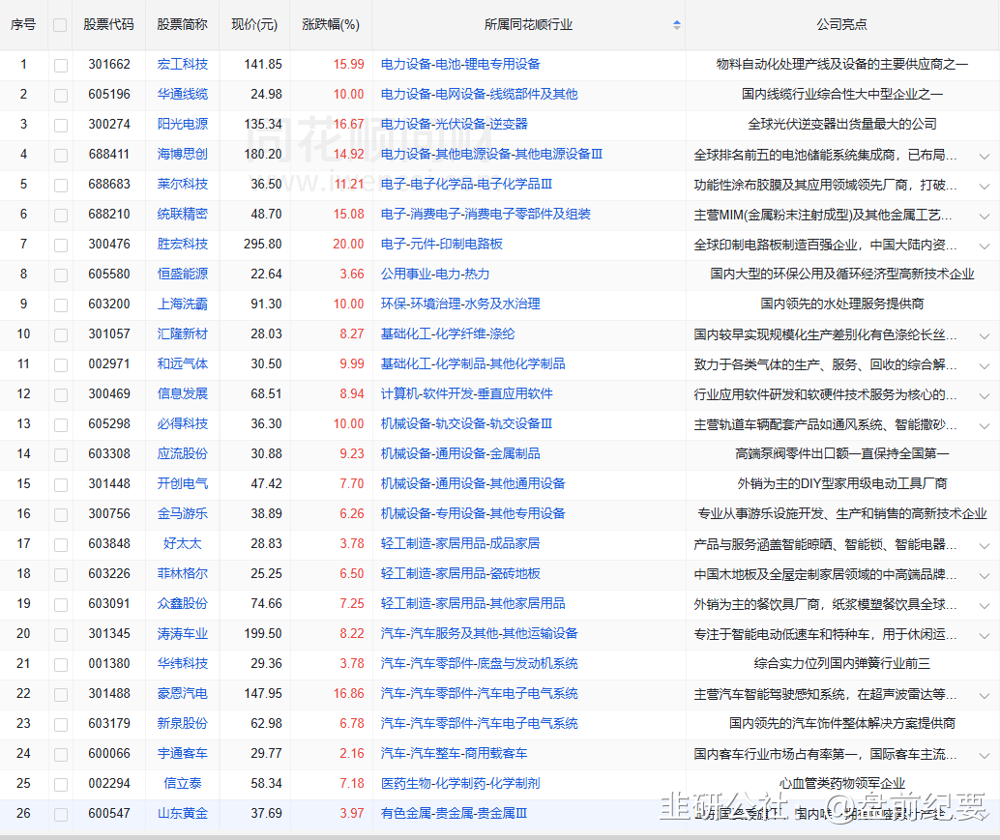 序号 股票代码 股票简称 现价(元) 涨跌幅(%) 所属同花顺行业 公司亮点
1 301662 宏工科技 141.85 15.99 电力设备-电池-锂电专用设备 物料自动化处理产线及设备的主要供应商之一
2 605196 华通线缆 24.98 10.00 电力设备-电网设备-线缆部件及其他 国内线缆行业综合性大中型企业之一
3 300274 阳光电源 135.34 16.67 电力设备-光伏设备-逆变器 全球光伏逆变器出货量最大的公司
4 688411 海博思创 180.20 14.92 电力设备-其他电源设备-其他电源设备Ⅲ 全球排名前五的电池储能系统集成商，已布局...
5 688683 莱尔科技 36.50 11.21 电子-电子化学品-电子化学品Ⅲ 功能性涂布胶膜及其应用领域领先厂商，打破...
6 688210 统联精密 48.70 15.08 电子-消费电子-消费电子零部件及组装 主营MIM(金属粉末注射成型)及其他金属工艺...
7 300476 胜宏科技 295.80 20.00 电子-元件-印制电路板 全球印制电路板制造百强企业，中国大陆内资...
8 605580 恒盛能源 22.64 3.66 公用事业-电力-热力 国内大型的环保公用及循环经济型高新技术企业
9 603200 上海洗霸 91.30 10.00 环保-环境治理-水务及水治理 国内领先的水处理服务提供商
10 301057 汇隆新材 28.03 8.27 基础化工-化学纤维-涤纶 国内较早实现规模化生产差别化有色涤纶长丝...
11 002971 和远气体 30.50 9.99 基础化工-化学制品-其他化学制品 致力于各类气体的生产、服务、回收的综合解...
12 300469 信息发展 68.51 8.94 计算机-软件开发-垂直应用软件 行业应用软件研发和软硬件技术服务为核心的...
13 605298 必得科技 36.30 10.00 机械设备-轨交设备-轨交设备Ⅲ 主营轨道车辆配套产品如通风系统、智能撒砂...
14 603308 应流股份 30.88 9.23 机械设备-通用设备-金属制品 高端泵阀零件出口额一直保持全国第一
15 301448 开创电气 47.42 7.70 机械设备-通用设备-其他通用设备 外销为主的DIY型家用级电动工具厂商
16 300756 金马游乐 38.89 6.26 机械设备-专用设备-其他专用设备 专业从事游乐设施开发、生产和销售的高新技术企业
17 603848 好太太 28.83 3.78 轻工制造-家居用品-成品家居 产品与服务涵盖智能晾晒、智能锁、智能电器...
18 603226 菲林格尔 25.25 6.50 轻工制造-家居用品-瓷砖地板 中国木地板及全屋定制家居领域的中高端品牌...
19 603091 众鑫股份 74.66 7.25 轻工制造-家居用品-其他家居用品 外销为主的餐饮具厂商，纸浆模塑餐饮具全球...
20 301345 涛涛车业 199.50 8.22 汽车-汽车服务及其他-其他运输设备 专注于智能电动低速车和特种车，用于休闲运...
21 001380 华纬科技 29.36 3.78 汽车-汽车零部件-底盘与发动机系统 综合实力位列国内弹簧行业前三
22 301488 豪恩汽电 147.95 16.86 汽车-汽车零部件-汽车电子电气系统 主营汽车智能驾驶感知系统，在超声波雷达等...
23 603179 新泉股份 62.98 6.78 汽车-汽车零部件-汽车电子电气系统 国内领先的汽车饰件整体解决方案提供商
24 600066 宇通客车 29.77 2.16 汽车-汽车整车-商用载客车 国内客车行业市场占有率第一，国际客车主流...
25 002294 信立泰 58.34 7.18 医药生物-化学制药-化学制剂 心血管类药物领军企业
26 600547 山东黄金 37.69 3.97 有色金属-贵金属-贵金属Ⅲ
韭研公社 @盘前纪要